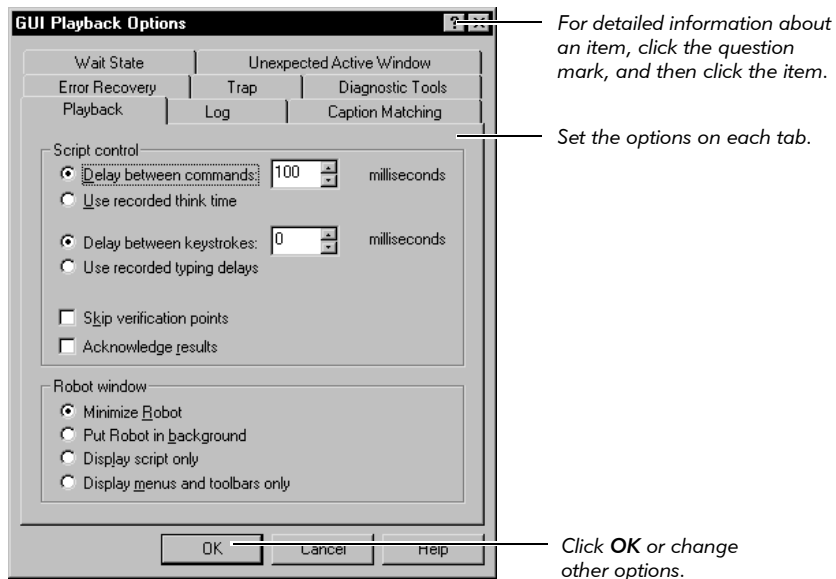 GUI Playback Options
For detailed information about
an item, click the question
mark, and then click the item.
Wait State
Unexpected Active Window
Error Recovery
Trap
Diagnostic Tools
Playback
Log
Caption Matching
Set the options on each tab.
Script control
Delay between commands: 100 milliseconds
Use recorded think time
Delay between keystrokes: 0 milliseconds
Use recorded typing delays
Skip verification points
Acknowledge results
Robot window
Minimize Robot
Put Robot in background
Display script only
Display menus and toolbars only
OK
Cancel
Help
Click OK or change
other options.